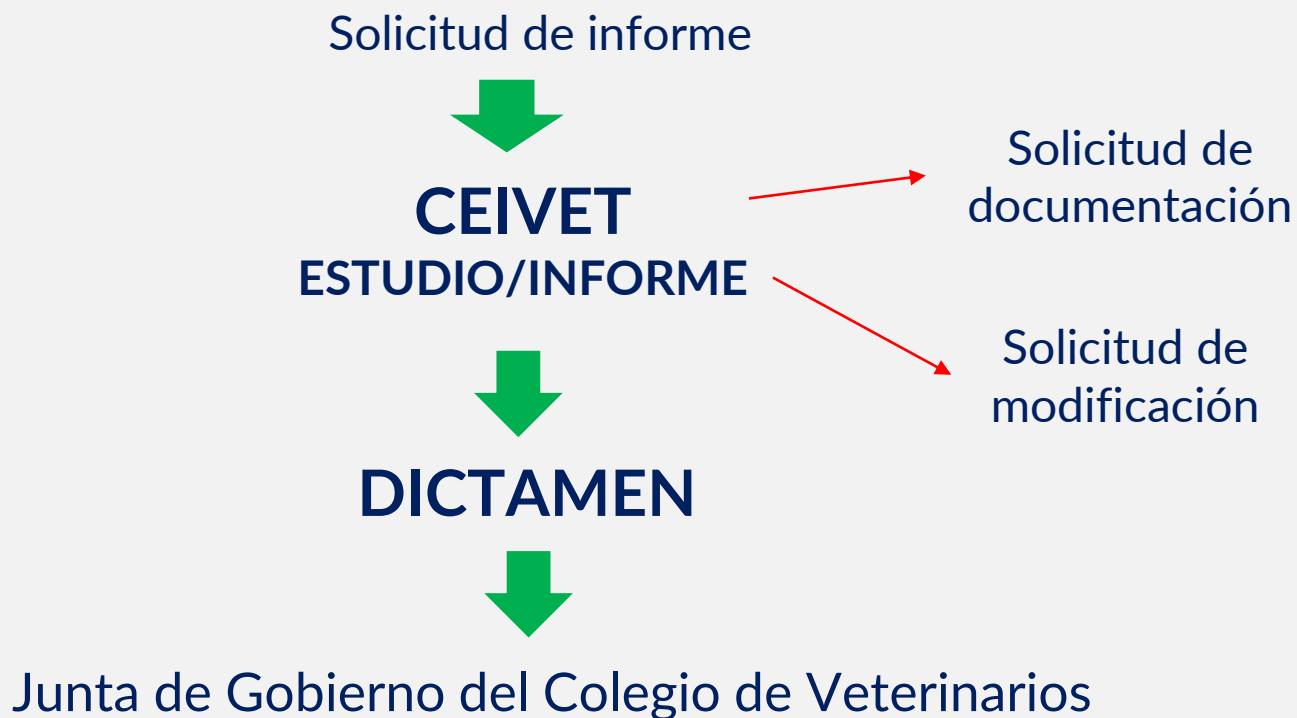 Solicitud de informe
CEIVET
ESTUDIO/INFORME
Solicitud de
documentación
Solicitud de
modificación
DICTAMEN
Junta de Gobierno del Colegio de Veterinarios